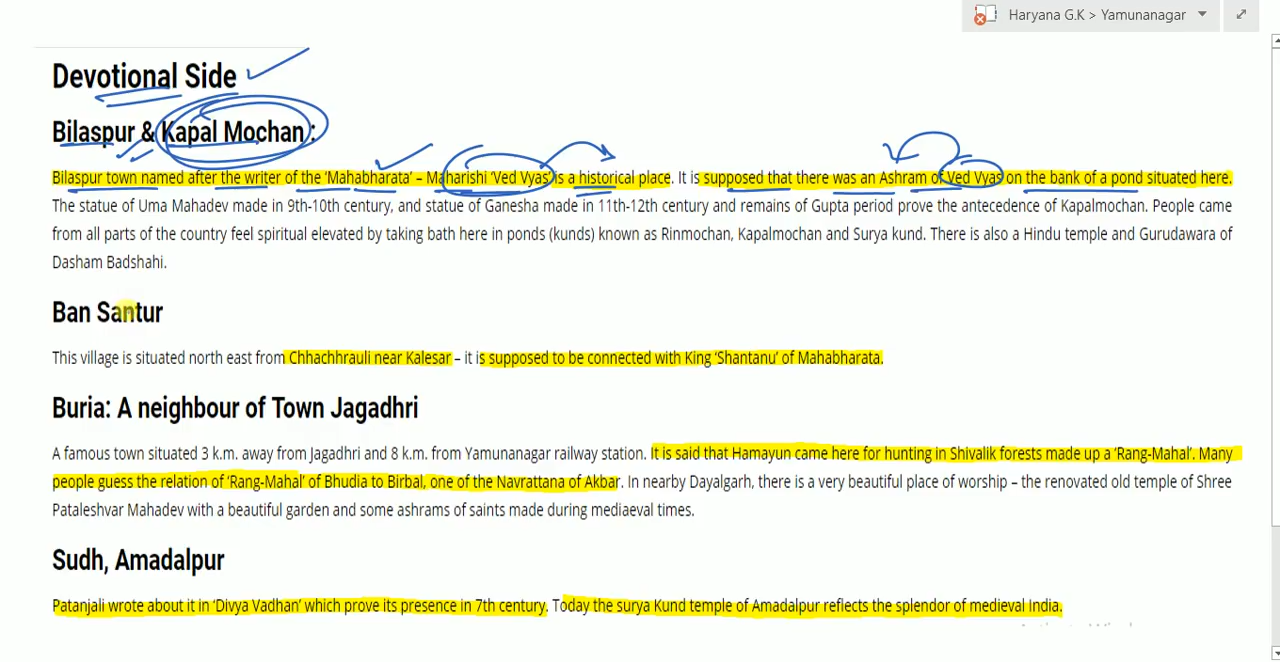 Haryana G.K > Yamunanagar
Devotional Side
Bilaspur & Kapal Mochan :
Bilaspur town named after the writer of the ‘Mahabharata’ – Maharishi ‘Ved Vyas’ is a historical place. It is supposed that there was an Ashram of Ved Vyas on the bank of a pond situated here.
The statue of Uma Mahadev made in 9th-10th century, and statue of Ganesha made in 11th-12th century and remains of Gupta period prove the antecedence of Kapalmochan. People came
from all parts of the country feel spiritual elevated by taking bath here in ponds (kunds) known as Rinmochan, Kapalmochan and Surya kund. There is also a Hindu temple and Gurudawara of
Dasham Badshahi.
Ban Santur
This village is situated north east from Chhachhrauli near Kalesar – it is supposed to be connected with King ‘Shantanu’ of Mahabharata.
Buria: A neighbour of Town Jagadhri
A famous town situated 3 k.m. away from Jagadhri and 8 k.m. from Yamunanagar railway station. It is said that Hamayun came here for hunting in Shivalik forests made up a ‘Rang-Mahal’. Many
people guess the relation of ‘Rang-Mahal’ of Bhudia to Birbal, one of the Navrattana of Akbar. In nearby Dayalgarh, there is a very beautiful place of worship – the renovated old temple of Shree
Pataleshvar Mahadev with a beautiful garden and some ashrams of saints made during mediaeval times.
Sudh, Amadalpur
Patanjali wrote about it in ‘Divya Vadhan’ which prove its presence in 7th century. Today the surya Kund temple of Amadalpur reflects the splendor of medieval India.